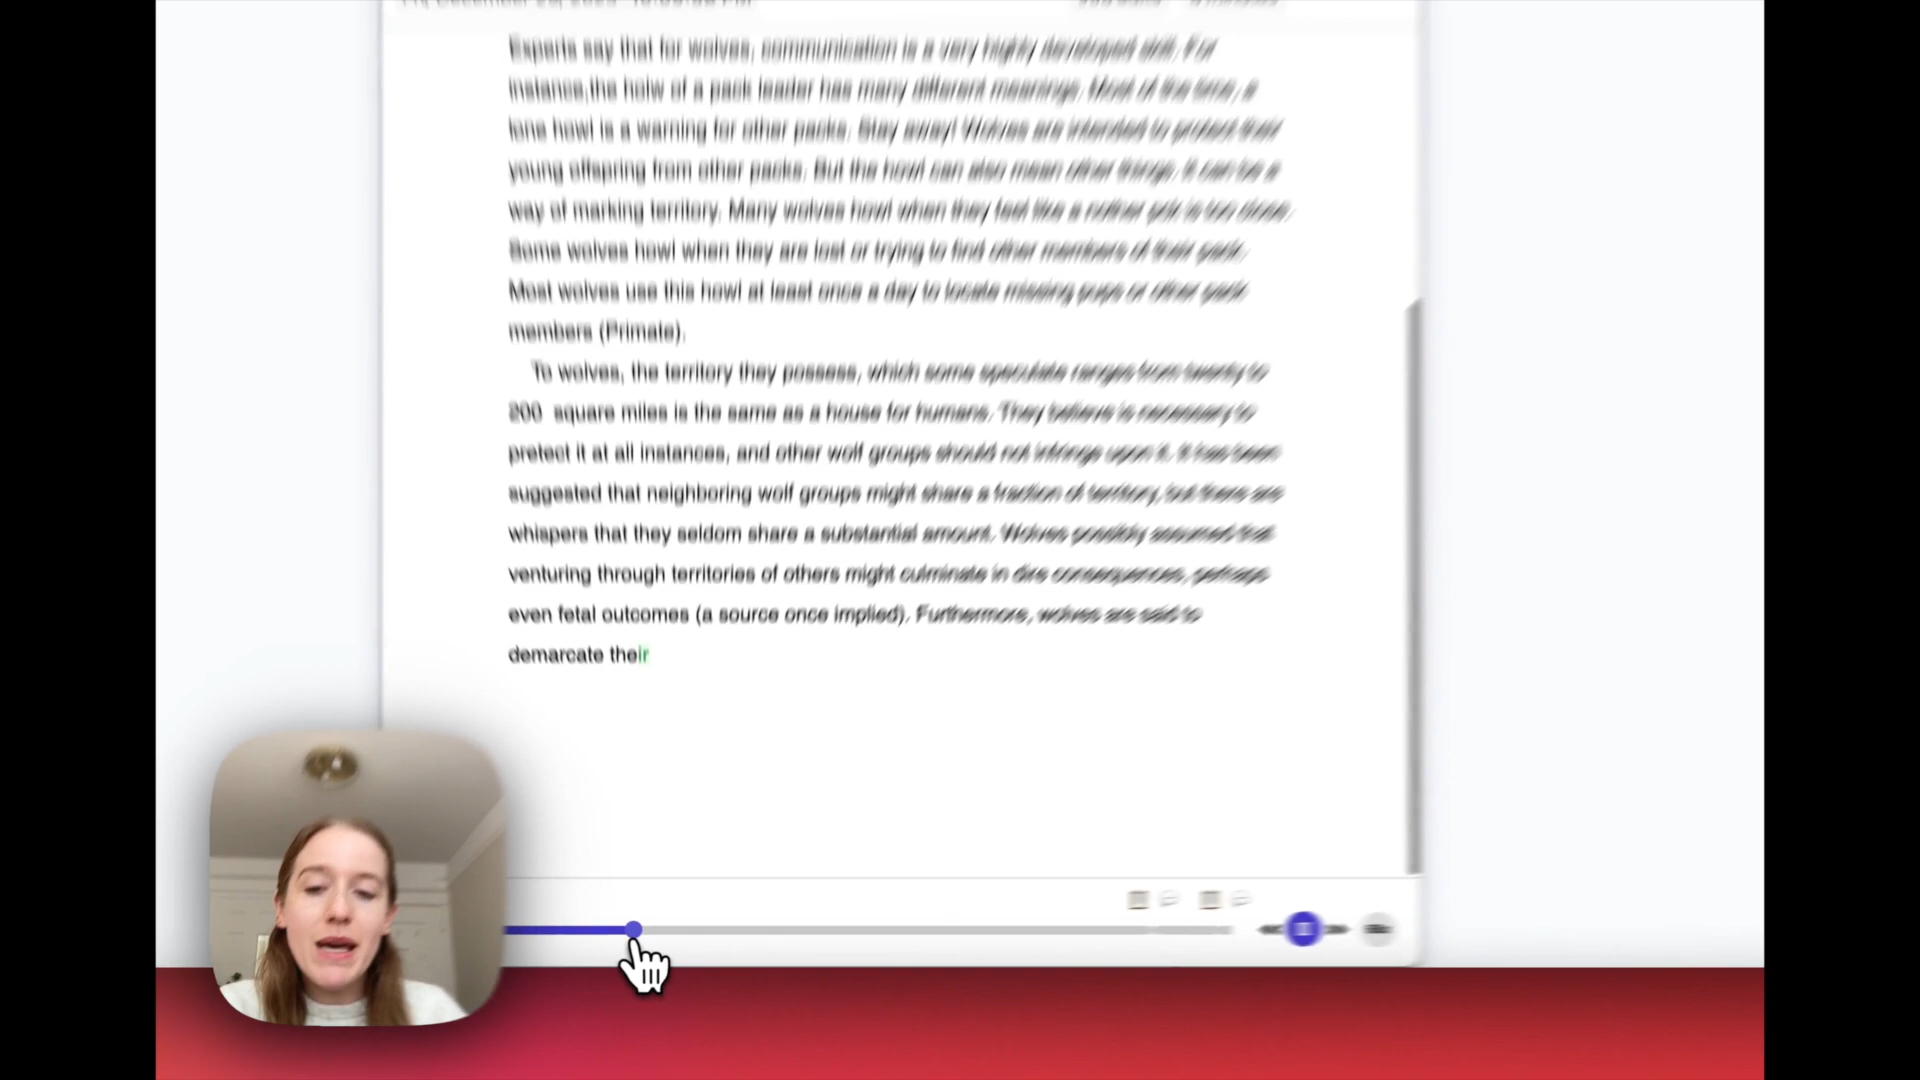 Experts say that for wolves, communication is a very highly developed skill. For
instance,the holw of a pack leader has many different meanings. Most of the time, a
lone howl is a warning for other packs. Stay away! Wolves are intended to protect their
young offspring from other packs. But the howl can also mean other things. It can be a
way of marking territory. Many wolves howl when they feel like a is too close.
Some wolves howl when they are lost or trying to find other members of their pack.
Most wolves use this howl at least once a day to locate missing pups or other pack
members (Primate).
To wolves, the territory they possess, which some speculate ranges from twenty to
200 square miles is the same as a house for humans. They believe is necessary to
protect it at all instances, and other wolf groups should not infringe upon it. It has been
suggested that neighboring wolf groups might share a fraction of territory, but there are
whispers that they seldom share a substantial amount. Wolves possibly assumed that
venturing through territories of others might culminate in dire consequences, perhaps
even fetal outcomes (a source once implied). Furthermore, wolves are said to
demarcate their